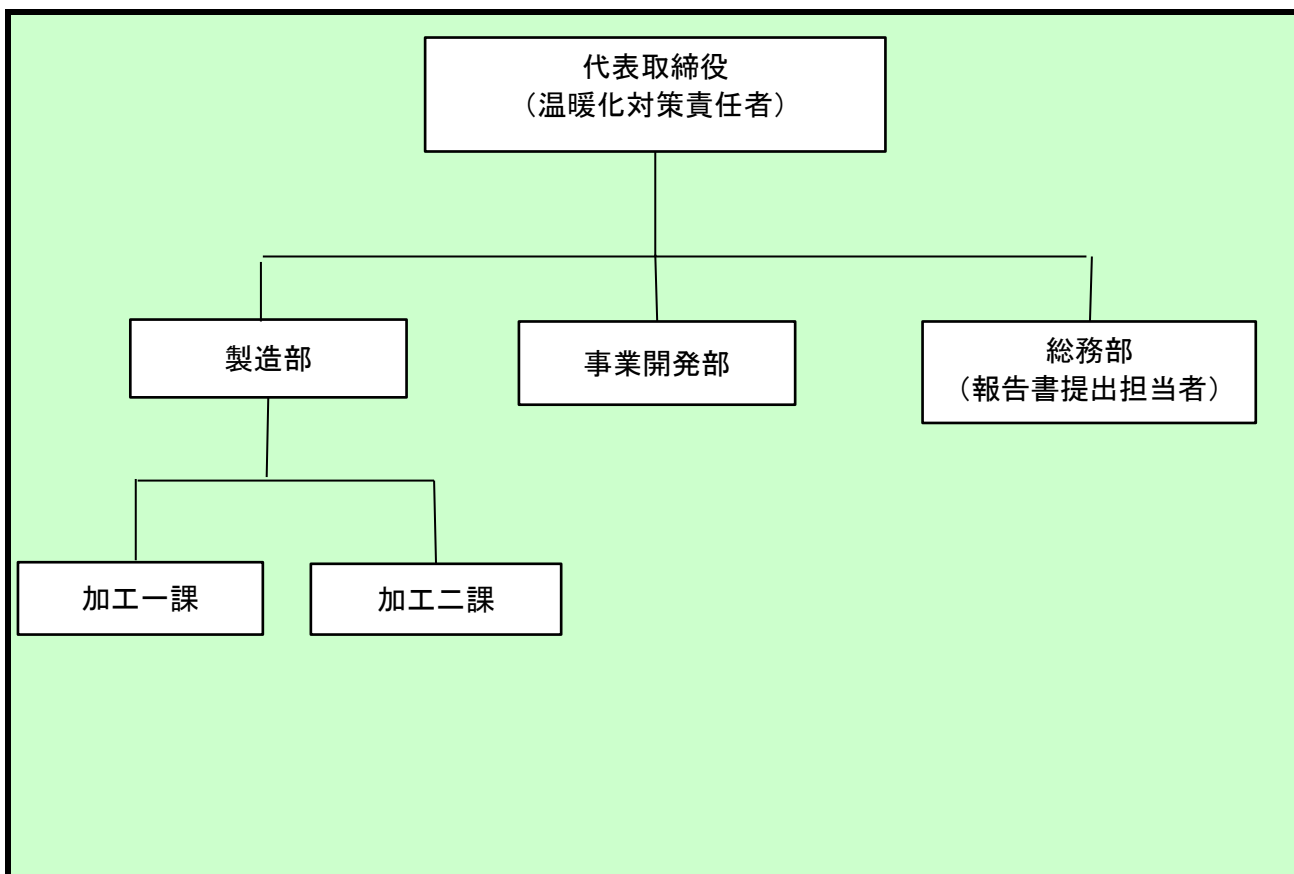 代表取締役
（温暖化対策責任者）
製造部
事業開発部
総務部
（報告書提出担当者）
加工一課
加工二課